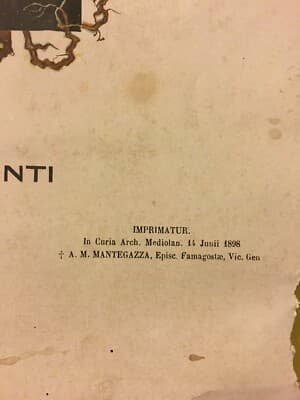 NTI
IMPRIMATUR.
In Curia Arch. Mediolan. 14 Junii 1898
† A. M. MANTEGAZZA, Episc. Famagostæ, Vic. Gen